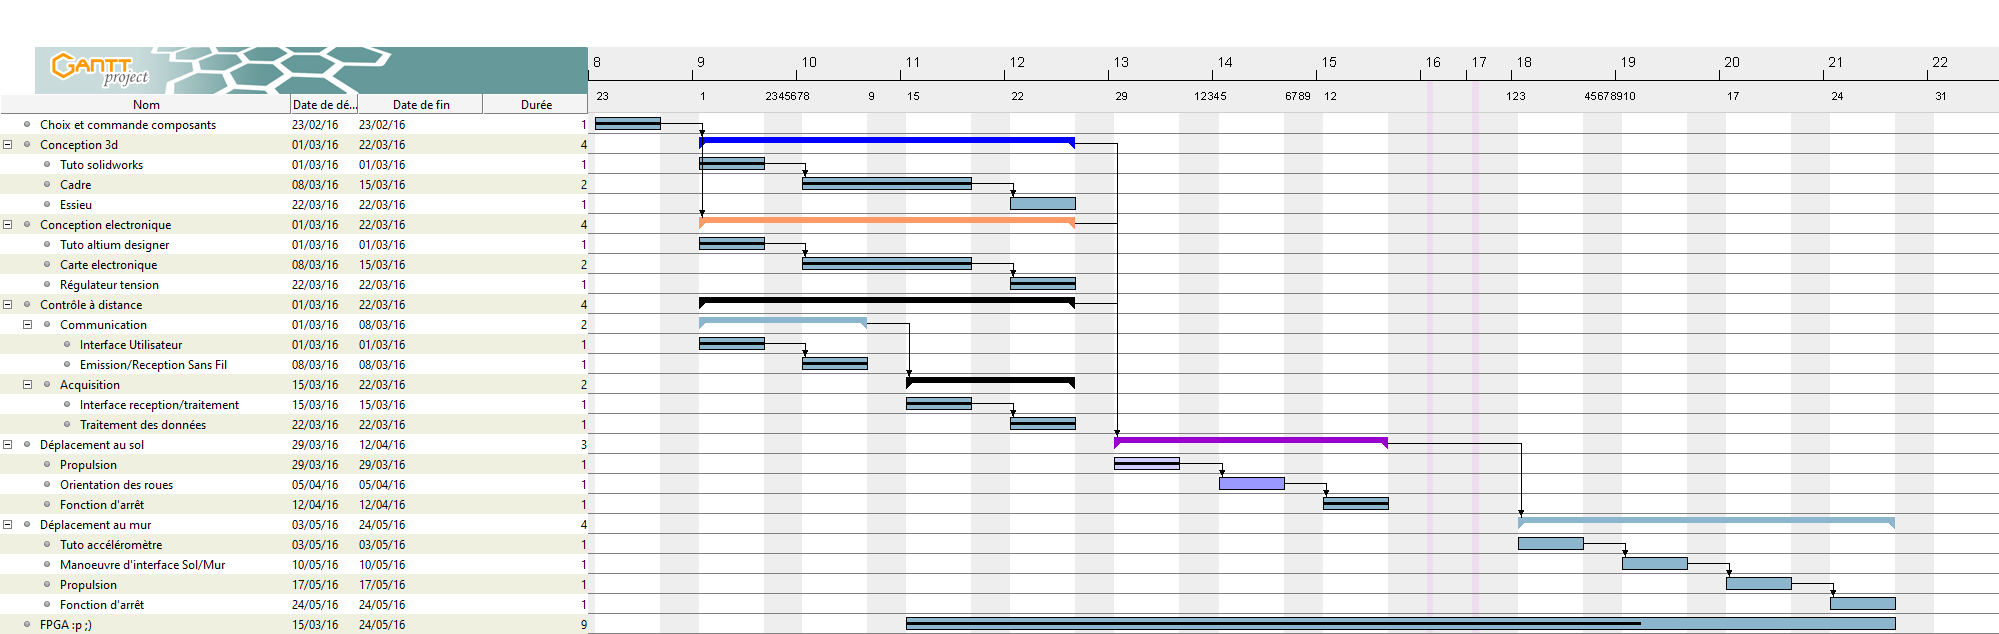 GANTT project
8 9 10 11 12 13 14 15 16 17 18 19 20 21 22
23 1 2345678 9 15 22 29 12345 6789 12 123 45678910 17 24 31
Nom Date de dé... Date de fin Durée
Choix et commande composants 23/02/16 23/02/16 1
Conception 3d 01/03/16 22/03/16 4
Tuto solidworks 01/03/16 01/03/16 1
Cadre 08/03/16 15/03/16 2
Essieu 22/03/16 22/03/16 1
Conception electronique 01/03/16 22/03/16 4
Tuto altium designer 01/03/16 01/03/16 1
Carte electronique 08/03/16 15/03/16 2
Régulateur tension 22/03/16 22/03/16 1
Contrôle à distance 01/03/16 22/03/16 4
Communication 01/03/16 08/03/16 2
Interface Utilisateur 01/03/16 01/03/16 1
Emission/Reception Sans Fil 08/03/16 08/03/16 1
Acquisition 15/03/16 22/03/16 2
Interface reception/traitement 15/03/16 15/03/16 1
Traitement des données 22/03/16 22/03/16 1
Déplacement au sol 29/03/16 12/04/16 3
Propulsion 29/03/16 29/03/16 1
Orientation des roues 05/04/16 05/04/16 1
Fonction d'arrêt 12/04/16 12/04/16 1
Déplacement au mur 03/05/16 24/05/16 4
Tuto accéléromètre 03/05/16 03/05/16 1
Manoeuvre d'interface Sol/Mur 10/05/16 10/05/16 1
Propulsion 17/05/16 17/05/16 1
Fonction d'arrêt 24/05/16 24/05/16 1
FPGA :p ;) 15/03/16 24/05/16 9